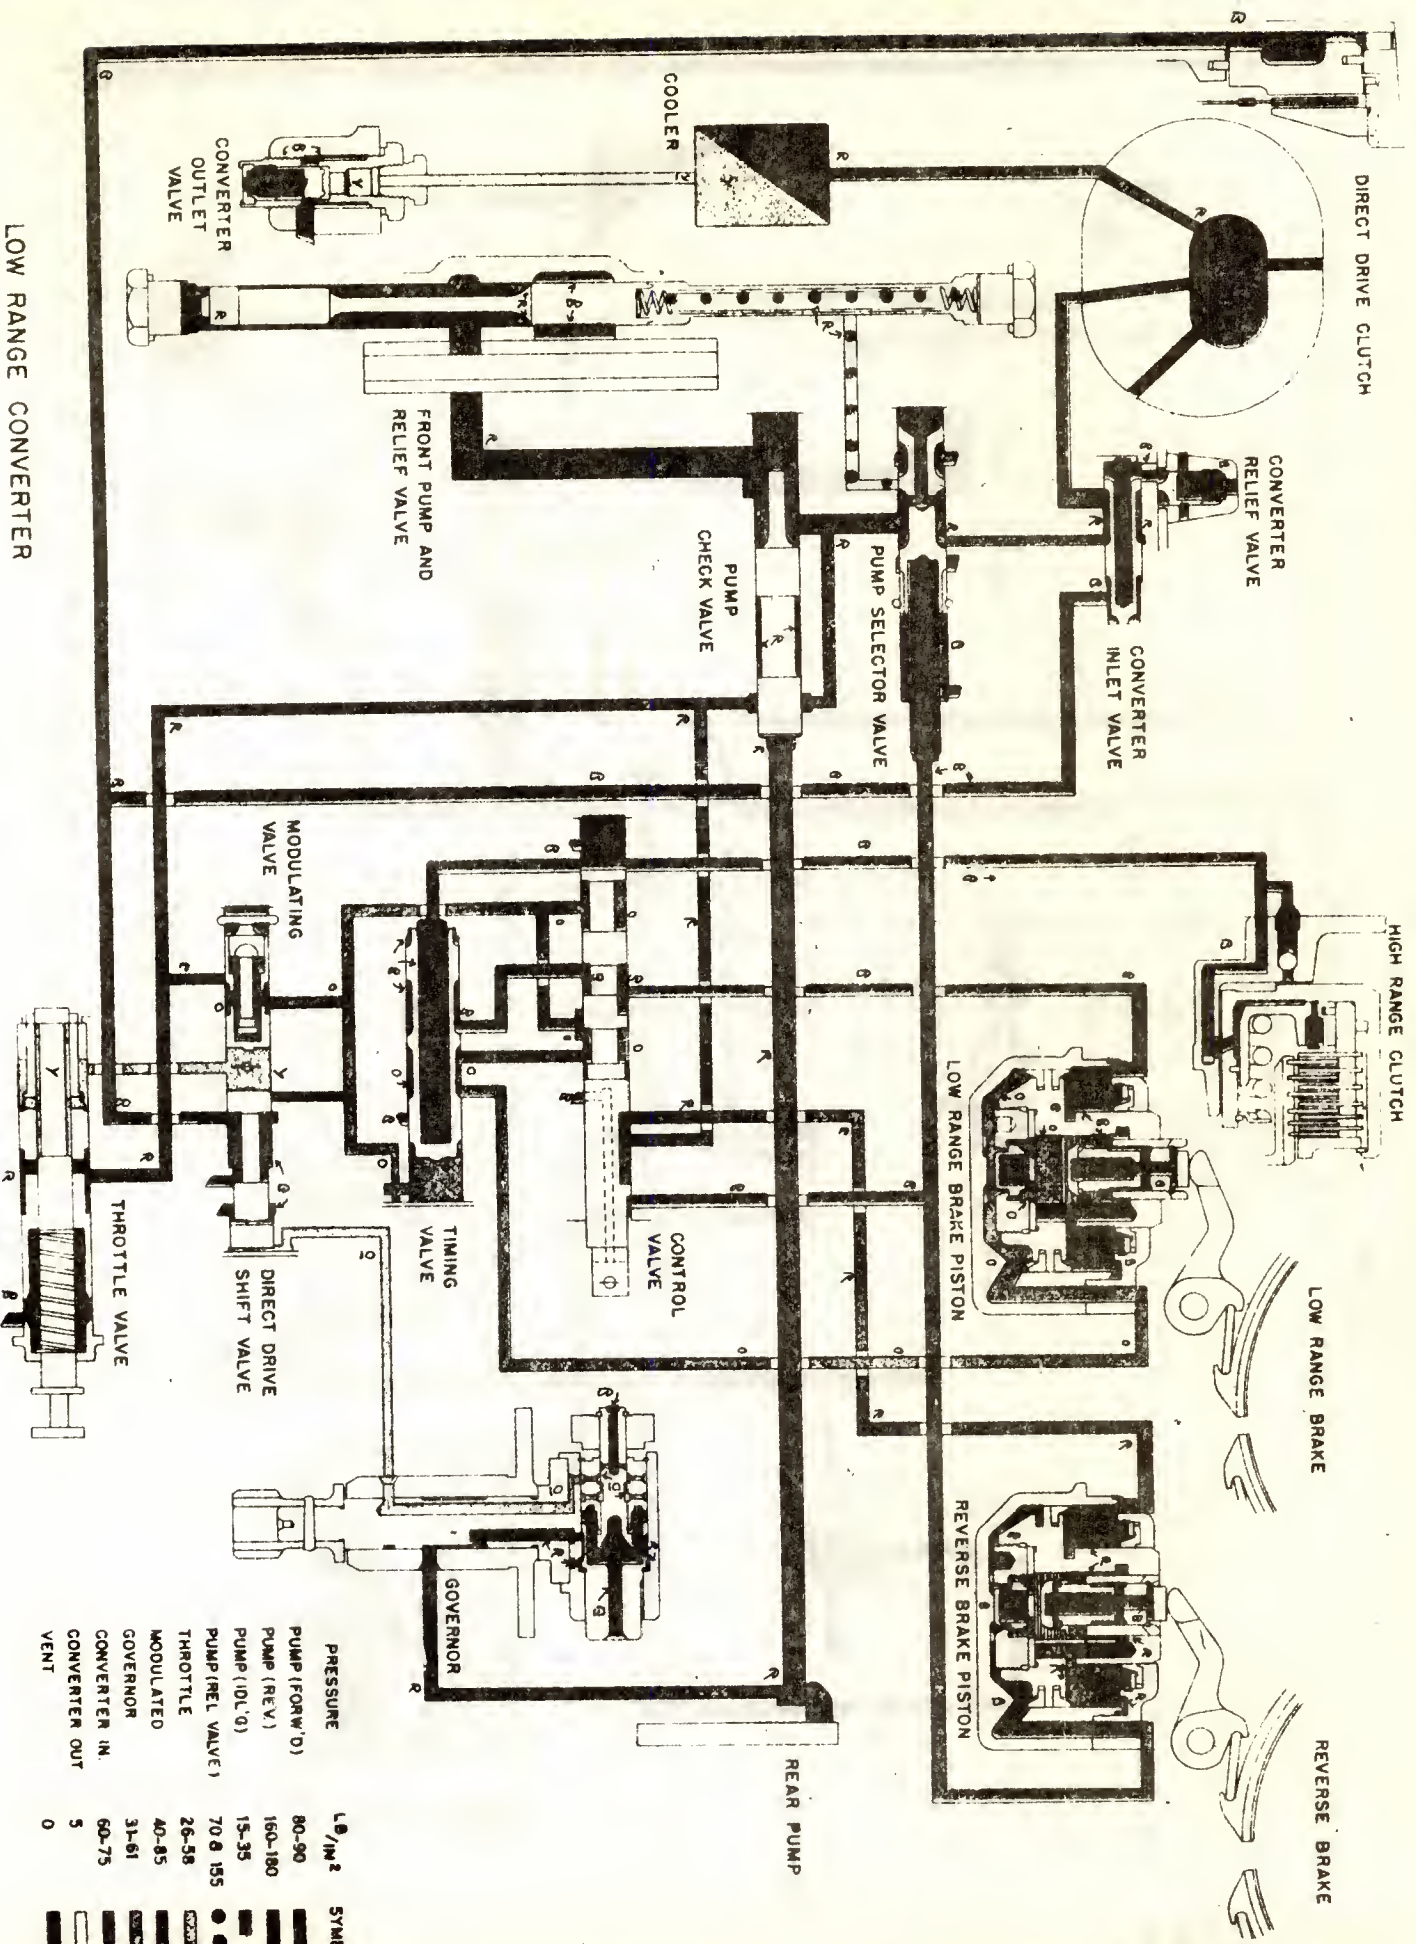 DIRECT DRIVE CLUTCH
COOLER
CONVERTER
OUTLET
VALVE
CONVERTER
RELIEF VALVE
FRONT PUMP AND
RELIEF VALVE
PUMP
CHECK VALVE
PUMP SELECTOR VALVE
CONVERTER
INLET VALVE
LOW RANGE CONVERTER
HIGH RANGE CLUTCH
MODULATING
VALVE
LOW RANGE BRAKE PISTON
LOW RANGE BRAKE
CONTROL
VALVE
TIMING
VALVE
DIRECT DRIVE
SHIFT VALVE
THROTTLE VALVE
REVERSE BRAKE PISTON
REVERSE BRAKE
GOVERNOR
REAR PUMP
PRESSURE LB/IN² SYMB
PUMP (FORW'D) 80-90
PUMP (REV.) 160-180
PUMP (IDL'G) 15-35
PUMP (REL VALVE) 70 & 155
THROTTLE 26-58
MODULATED 40-85
GOVERNOR 31-61
CONVERTER IN. 60-75
CONVERTER OUT 5
VENT 0